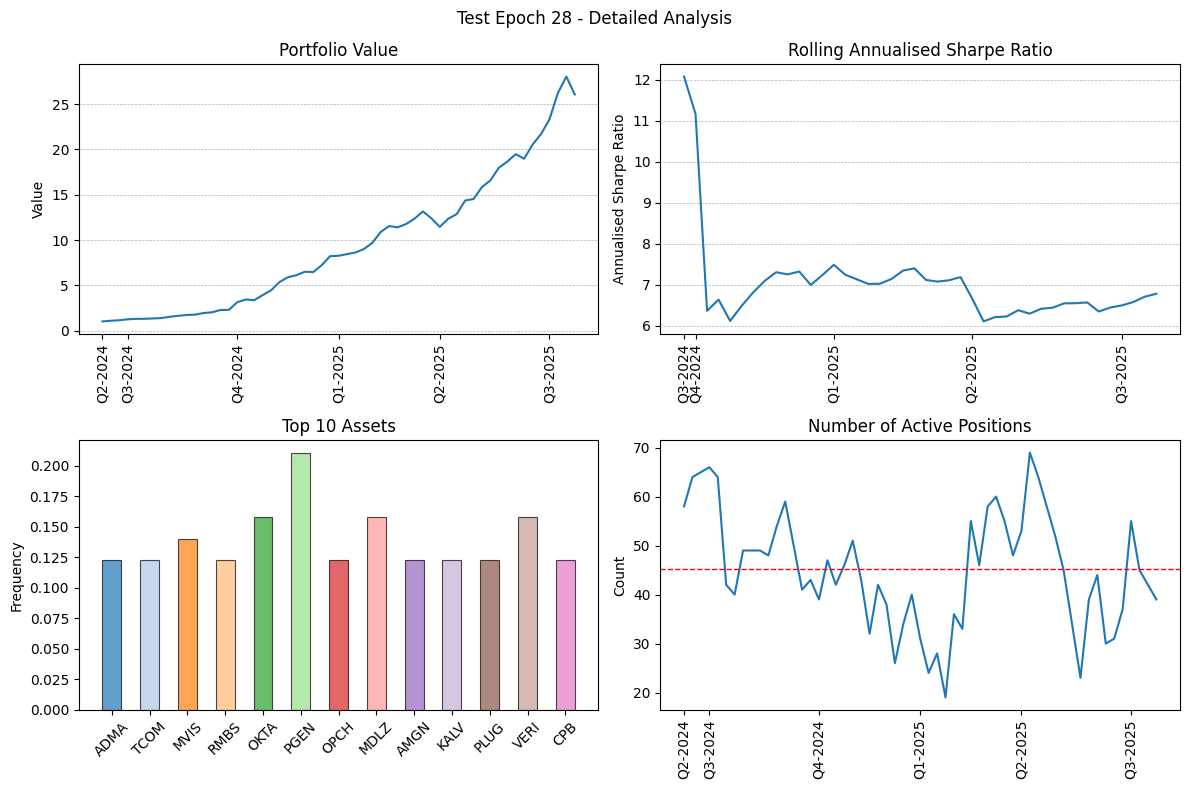 Test Epoch 28 - Detailed Analysis
Portfolio Value
Value
25
20
15
10
5
0
Q2-2024
Q3-2024
Q4-2024
Q1-2025
Q2-2025
Q3-2025
Rolling Annualised Sharpe Ratio
Annualised Sharpe Ratio
12
11
10
9
8
7
6
Q3-2024
Q4-2024
Q1-2025
Q2-2025
Q3-2025
Top 10 Assets
Frequency
0.200
0.175
0.150
0.125
0.100
0.075
0.050
0.025
0.000
ADMA
TCOM
MVIS
RMBS
OKTA
PGEN
OPCH
MDLZ
AMGN
KALV
PLUG
VERI
CPB
Number of Active Positions
Count
70
60
50
40
30
20
Q2-2024
Q3-2024
Q4-2024
Q1-2025
Q2-2025
Q3-2025